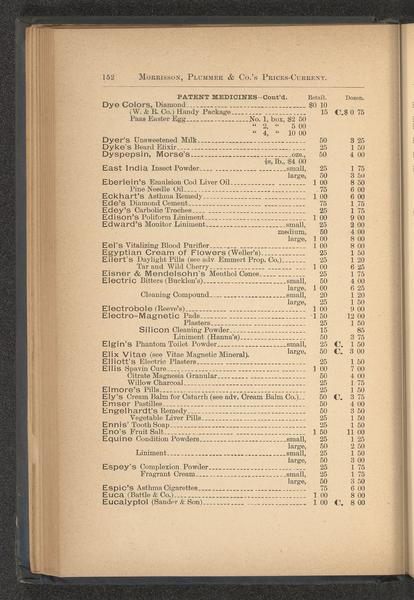 152 MORRISSON, PLUMMER & CO.'S PRICES-CURRENT.
PATENT MEDICINES—Cont'd. Retail. Dozen.
Dye Colors, Diamond $0 10
(W. & R. Co.) Handy Package 15 C.$0 75
Paas Easter Egg No. 1, box, $2 50
" 2, " 5 00
" 4, " 10 00
Dyer's Unsweetened Milk 50 3 25
Dyke's Beard Elixir 25 1 50
Dyspepsin, Morse's oz., 50 4 00
¼s, lb., $4 00
East India Insect Powder small, 25 1 75
large, 50 3 50
Eberlein's Emulsion Cod Liver Oil 1 00 8 50
Pine Needle Oil 75 6 00
Eckhart's Asthma Remedy 1 00 6 00
Ede's Diamond Cement 75 1 75
Edey's Carbolic Troches 25 1 75
Edison's Poliform Liniment 1 00 9 00
Edward's Monitor Liniment small, 25 2 00
medium, 50 4 00
large, 1 00 8 00
Eel's Vitalizing Blood Purifier 1 00 8 00
Egyptian Cream of Flowers (Weller's) 25 1 50
Eilert's Daylight Pills (see adv. Emmert Prop. Co.) 25 1 20
Tar and Wild Cherry 1 00 6 25
Eisner & Mendelsohn's Menthol Cones 25 1 75
Electric Bitters (Bucklen's) small, 50 4 00
large, 1 00 6 25
Cleaning Compound small, 20 1 20
large, 25 1 50
Electrobole (Reeve's) 1 00 9 00
Electro-Magnetic Pads 1 50 12 00
Plasters 25 1 50
Silicon Cleaning Powder 15 85
Liniment (Hanna's) 50 3 75
Elgin's Phantom Toilet Powder small, 25 C. 1 50
large, 50 C. 3 00
Elix Vitae (see Vitae Magnetic Mineral).
Elliott's Electric Plasters 25 1 50
Ellis Spavin Cure 1 00 7 00
Citrate Magnesia Granular 50 4 00
Willow Charcoal 25 1 75
Elmore's Pills 25 1 50
Ely's Cream Balm for Catarrh (see adv. Cream Balm Co.) 50 C. 3 75
Emser Pastilles 50 4 00
Engelhardt's Remedy 50 3 50
Vegetable Liver Pills 25 1 50
Ennis' Tooth Soap 25 1 50
Eno's Fruit Salt 1 50 11 00
Equine Condition Powders small, 25 1 25
large, 50 2 50
Liniment small, 25 1 50
large, 50 3 00
Espey's Complexion Powder 25 1 75
Fragrant Cream small, 25 1 75
large, 50 3 50
Espic's Asthma Cigarettes 75 6 00
Euca (Battle & Co.) 1 00 8 00
Eucalyptol (Sander & Son) 1 00 C. 8 00